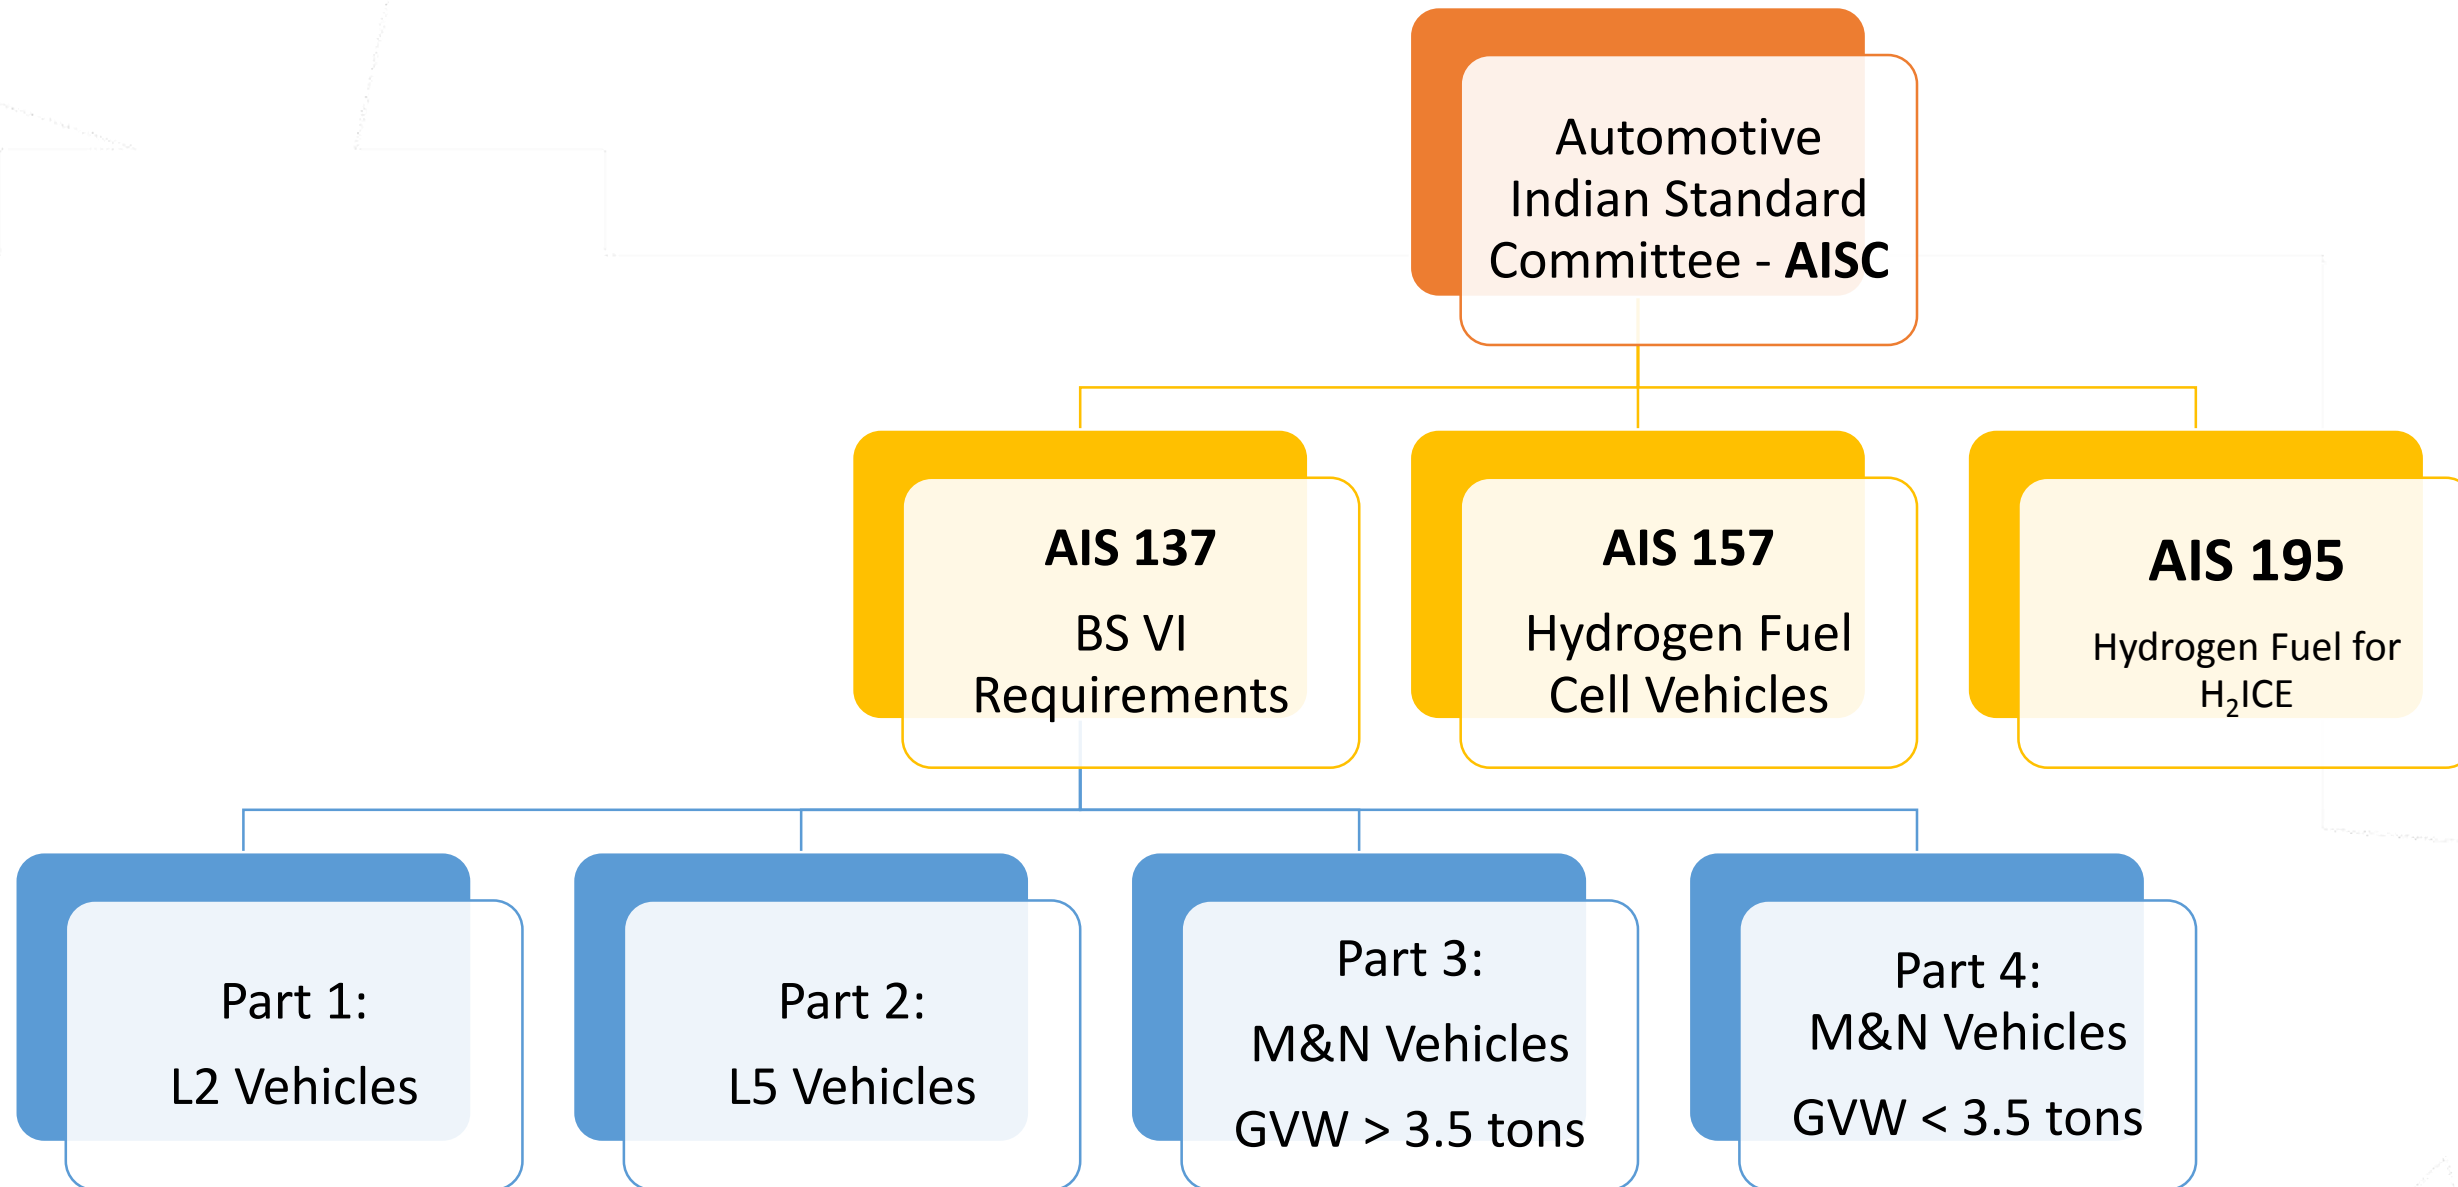 Automotive
Indian Standard
Committee - AISC
AIS 137
BS VI
Requirements
AIS 157
Hydrogen Fuel
Cell Vehicles
AIS 195
Hydrogen Fuel for
H₂ICE
Part 1:
L2 Vehicles
Part 2:
L5 Vehicles
Part 3:
M&N Vehicles
GVW > 3.5 tons
Part 4:
M&N Vehicles
GVW < 3.5 tons